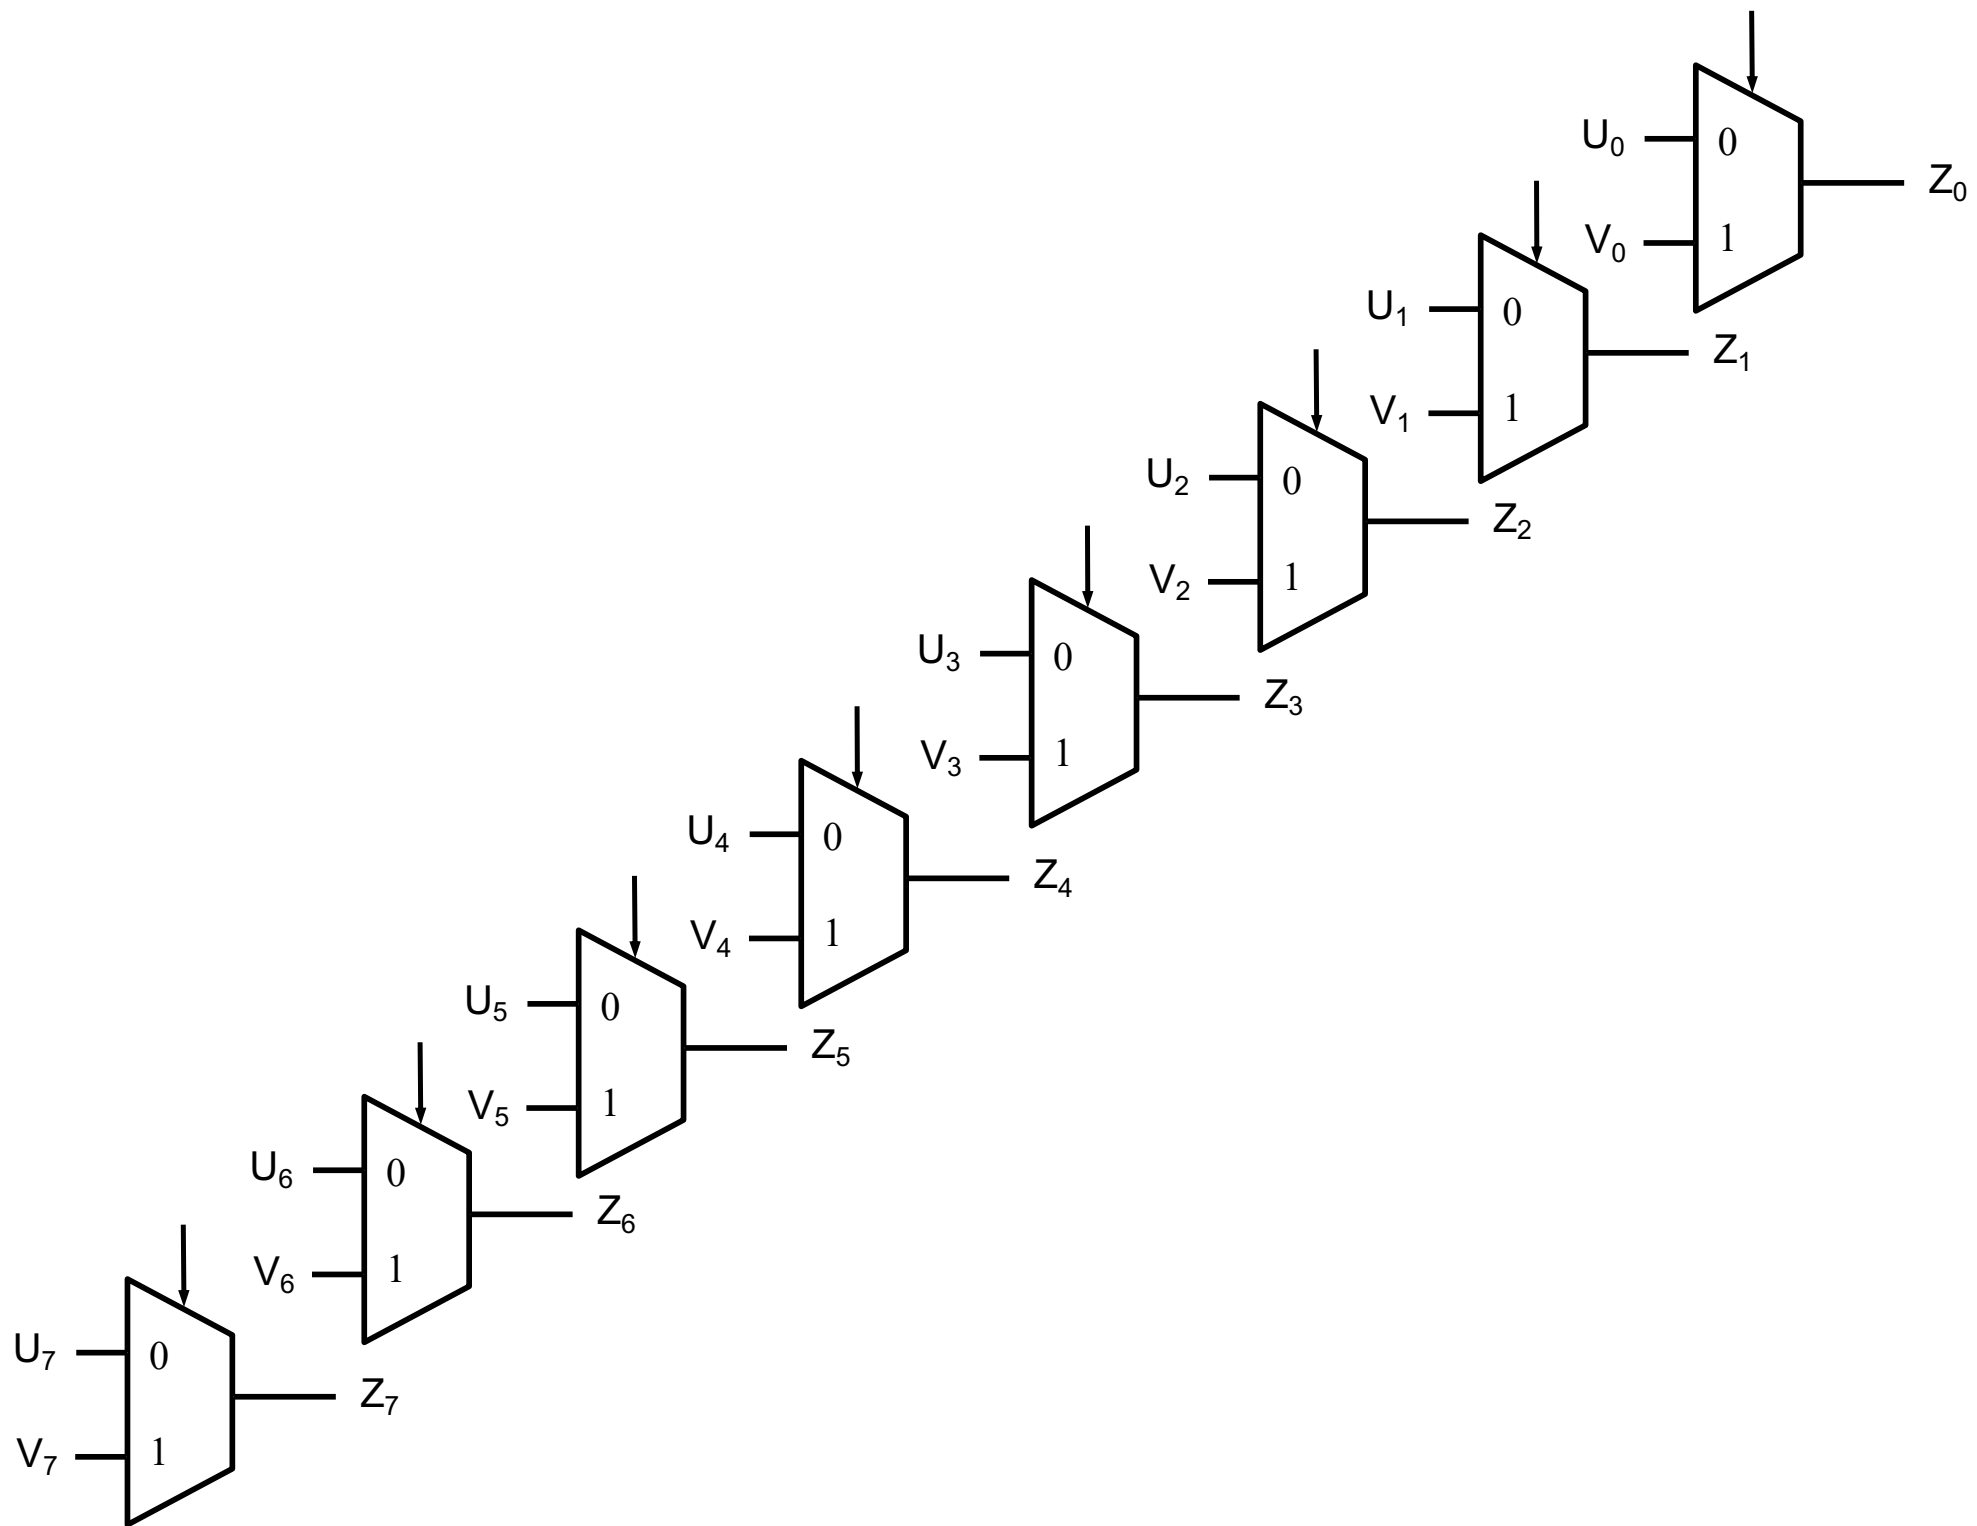 U₀ 0 Z₀
V₀ 1
U₁ 0 Z₁
V₁ 1
U₂ 0 Z₂
V₂ 1
U₃ 0 Z₃
V₃ 1
U₄ 0 Z₄
V₄ 1
U₅ 0 Z₅
V₅ 1
U₆ 0 Z₆
V₆ 1
U₇ 0 Z₇
V₇ 1